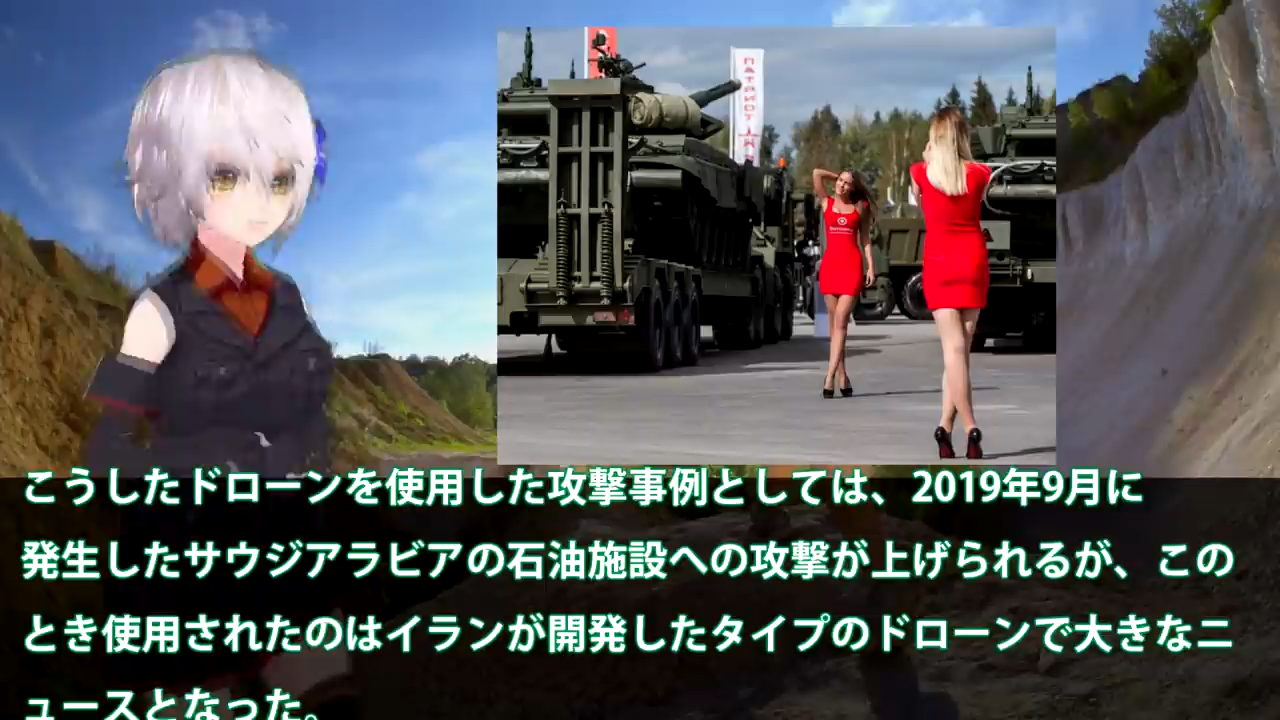 ПАТРИОТ
こうしたドローンを使用した攻撃事例としては、2019年9月に
発生したサウジアラビアの石油施設への攻撃が上げられるが、この
とき使用されたのはイランが開発したタイプのドローンで大きなニ
ュースとなった。